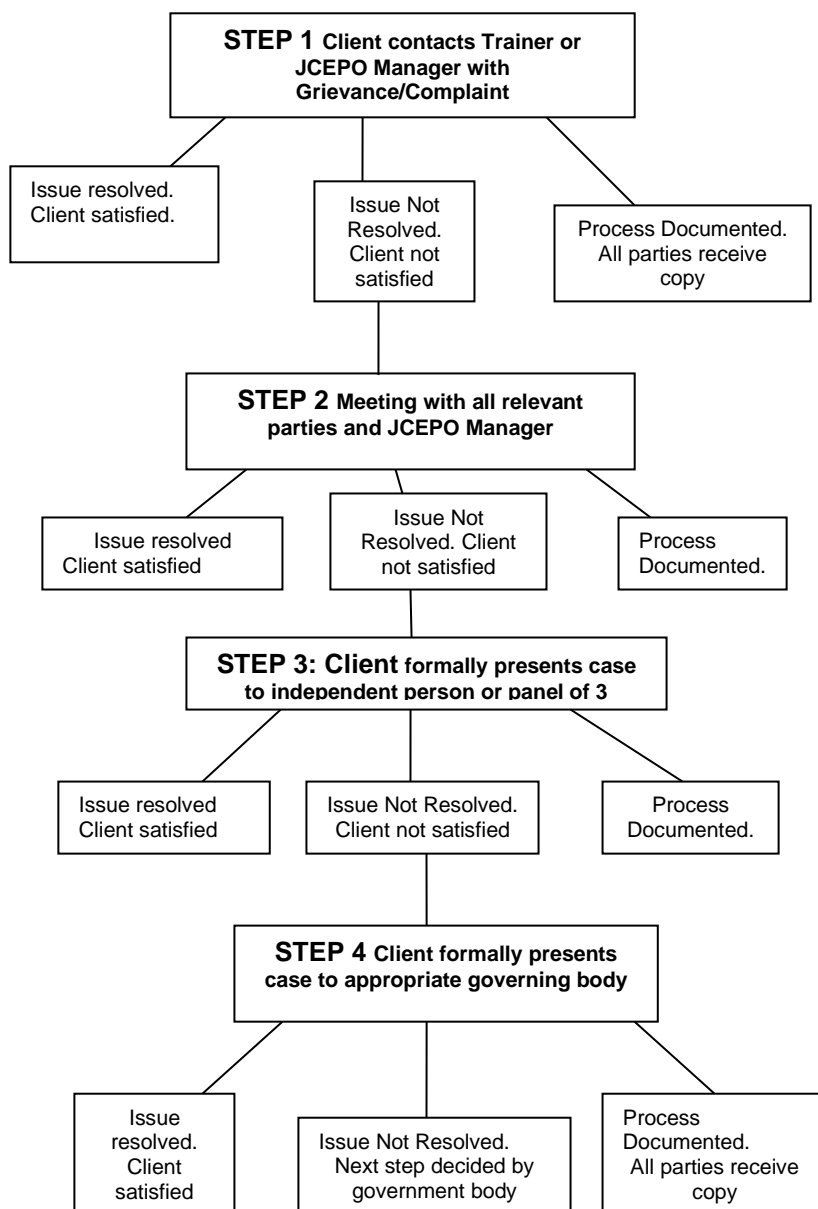 STEP 1 Client contacts Trainer or
JCEPO Manager with
Grievance/Complaint
Issue resolved.
Client satisfied.
Issue Not
Resolved.
Client not
satisfied
Process Documented.
All parties receive
copy
STEP 2 Meeting with all relevant
parties and JCEPO Manager
Issue resolved
Client satisfied
Issue Not
Resolved. Client
not satisfied
Process
Documented.
STEP 3: Client formally presents case
to independent person or panel of 3
Issue resolved
Client satisfied
Issue Not Resolved.
Client not satisfied
Process
Documented.
STEP 4 Client formally presents
case to appropriate governing body
Issue
resolved.
Client
satisfied
Issue Not Resolved.
Next step decided by
government body
Process
Documented.
All parties receive
copy